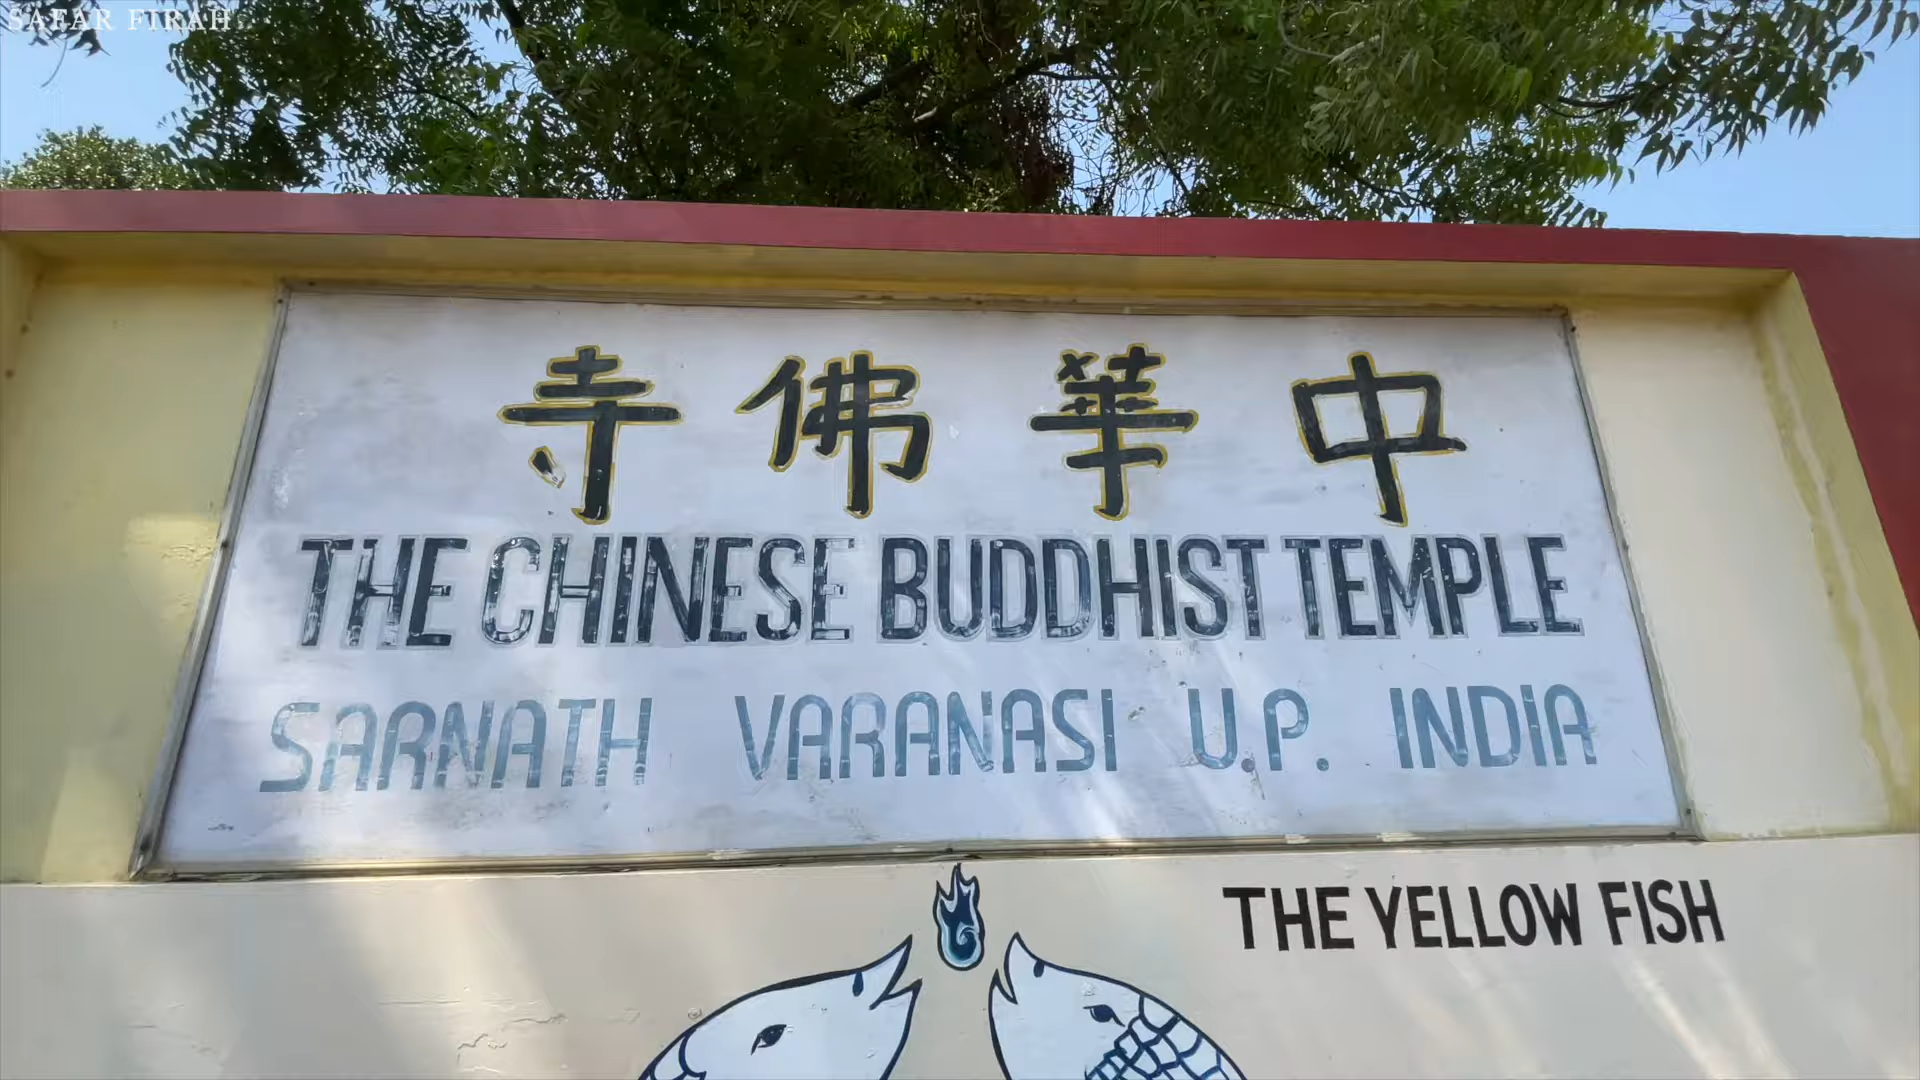 SAFAR FIRAH
寺佛華中
THE CHINESE BUDDHIST TEMPLE
SARNATH VARANASI U.P. INDIA
THE YELLOW FISH